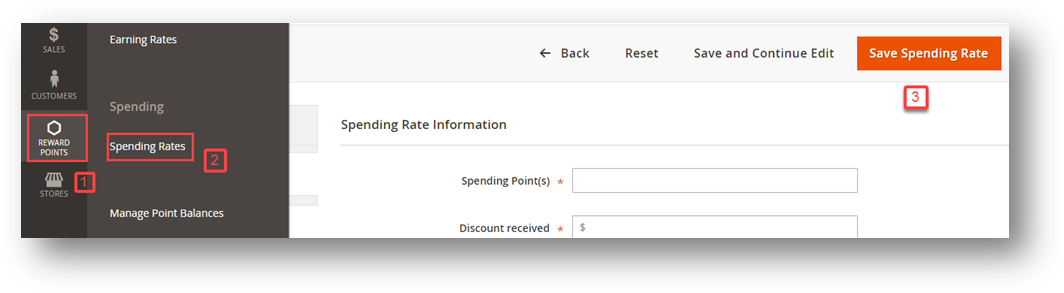 $
SALES
CUSTOMERS
REWARD
POINTS
1
STORES
Earning Rates
Spending
Spending Rates
2
Manage Point Balances
← Back
Reset
Save and Continue Edit
Save Spending Rate
3
Spending Rate Information
Spending Point(s) *
Discount received * $